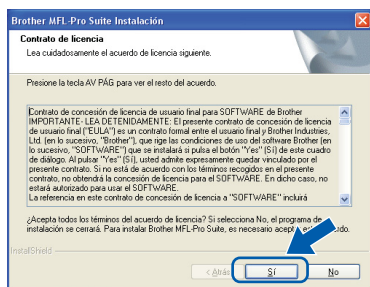 Brother MFL-Pro Suite Instalación
Contrato de licencia
Lea cuidadosamente el acuerdo de licencia siguiente.
Presione la tecla AV PÁG para ver el resto del acuerdo.
Contrato de concesión de licencia de usuario final para SOFTWARE de Brother
IMPORTANTE - LEA DETENIDAMENTE: El presente contrato de concesión de licencia
de usuario final ("EULA") es un contrato formal entre el usuario final y Brother Industries,
Ltd. (en lo sucesivo, "Brother"), que rige las condiciones de uso del software Brother (en
lo sucesivo, "SOFTWARE") que se instalará si pulsa el botón "Yes" (Sí) de este cuadro
de diálogo. Al pulsar "Yes" (Sí), usted admite expresamente quedar vinculado por el
presente contrato. Si no está de acuerdo con los términos recogidos en el presente
contrato, no obtendrá la concesión de licencia para el SOFTWARE. En dicho caso, no
estará autorizado para usar el SOFTWARE.
La referencia en este contrato de concesión de licencia a "SOFTWARE" incluirá
¿Acepta todos los términos del acuerdo de licencia? Si selecciona No, el programa de
instalación se cerrará. Para instalar Brother MFL-Pro Suite, es necesario
InstallShield
< Atrás
Sí
No